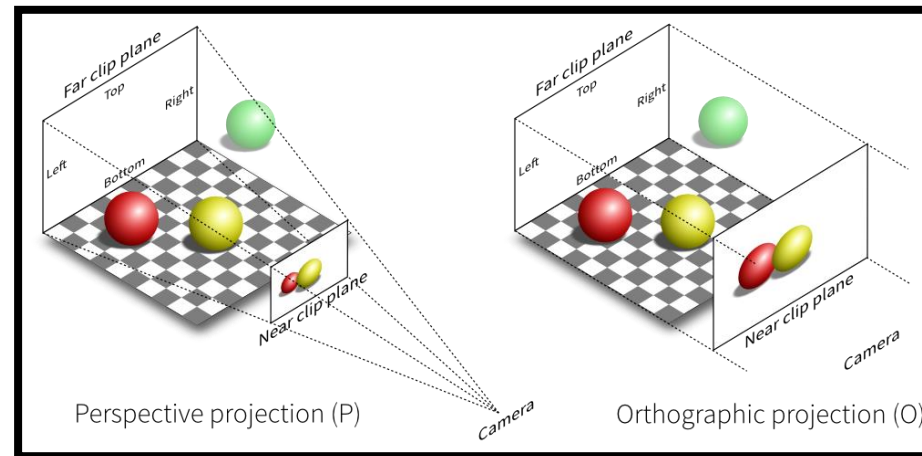 Far clip plane
Top
Right
Left
Bottom
Near clip plane
Camera
Perspective projection (P)
Far clip plane
Top
Right
Left
Bottom
Near clip plane
Camera
Orthographic projection (O)